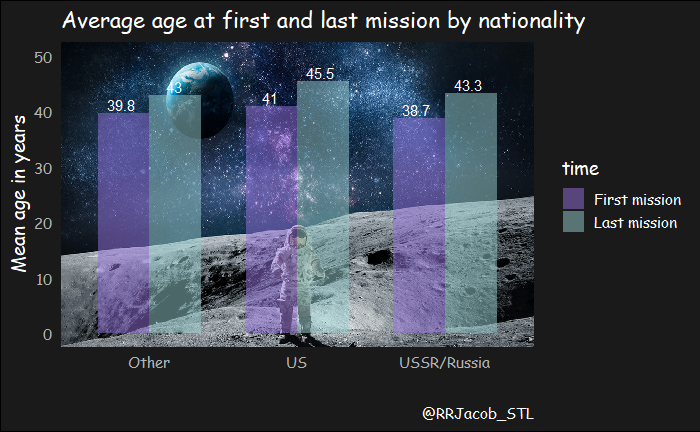 Average age at first and last mission by nationality
Mean age in years
50
40
30
20
10
0
39.8
43
41
45.5
38.7
43.3
Other
US
USSR/Russia
time
First mission
Last mission
@RRJacob_STL